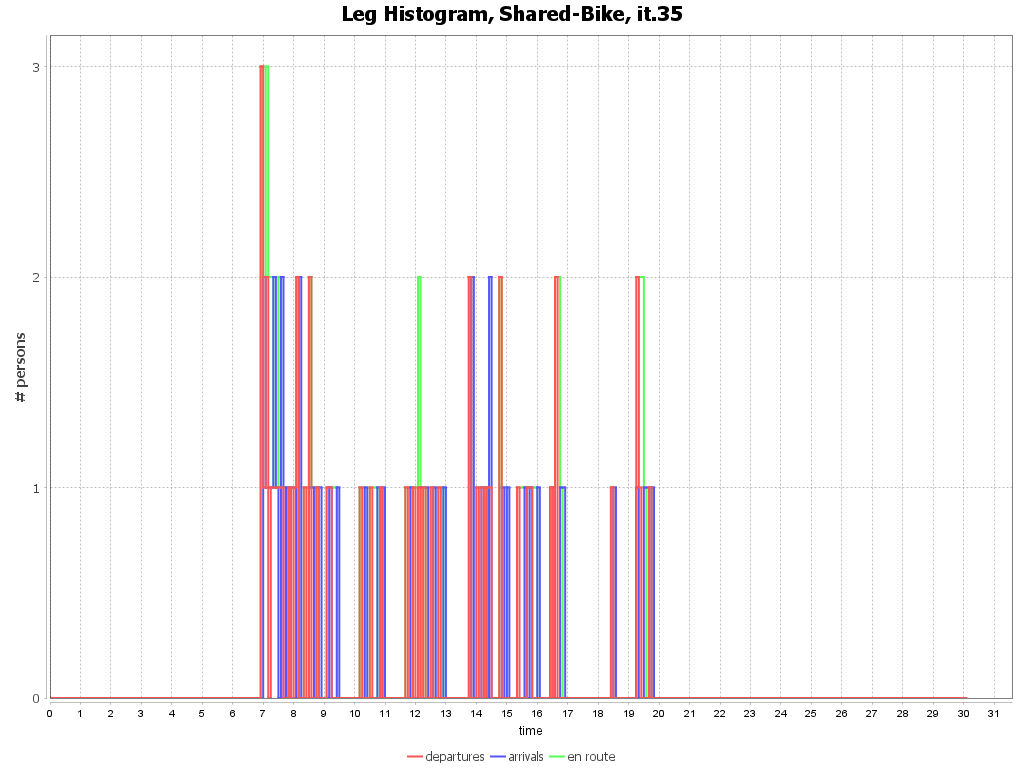 Leg Histogram, Shared-Bike, it.35
# persons
3
2
1
0
0 1 2 3 4 5 6 7 8 9 10 11 12 13 14 15 16 17 18 19 20 21 22 23 24 25 26 27 28 29 30 31
time
departures arrivals en route